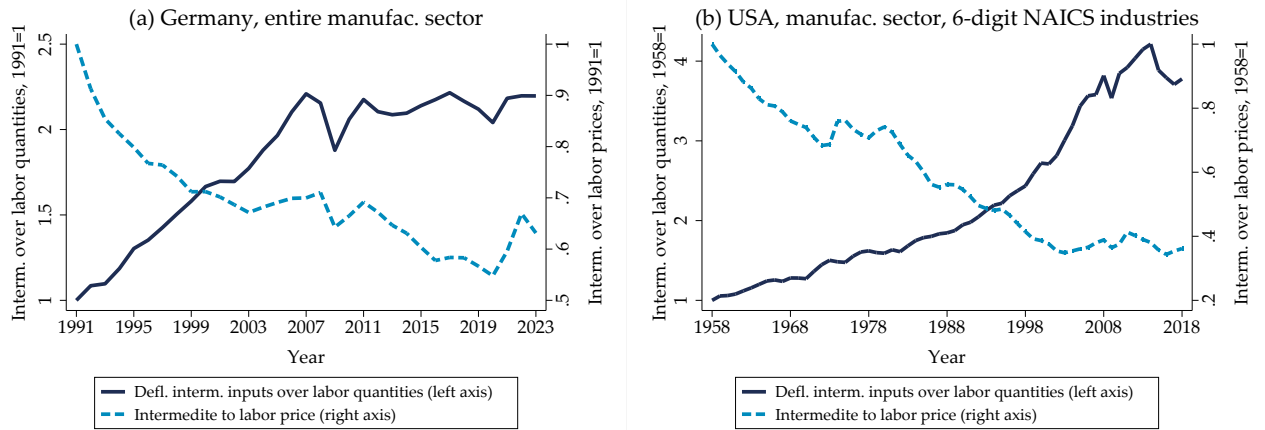 (a) Germany, entire manufac. sector
Interm. over labor quantities, 1991=1
2.5
2
1.5
1
Interm. over labor prices, 1991=1
1
.9
.8
.7
.6
.5
1991 1995 1999 2003 2007 2011 2015 2019 2023
Year
Defl. interm. inputs over labor quantities (left axis)
Intermedite to labor price (right axis)
(b) USA, manufac. sector, 6-digit NAICS industries
Interm. over labor quantities, 1958=1
4
3
2
1
Interm. over labor prices, 1958=1
1
.8
.6
.4
.2
1958 1968 1978 1988 1998 2008 2018
Year
Defl. interm. inputs over labor quantities (left axis)
Intermedite to labor price (right axis)